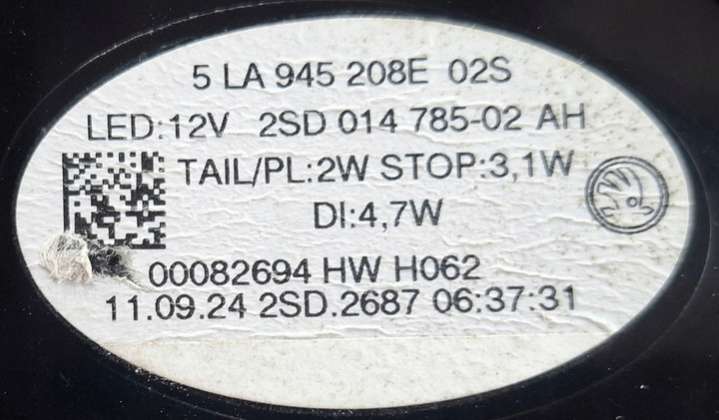 5 LA 945 208E 02S
LED:12V 2SD 014 785-02 AH
TAIL/PL:2W STOP:3,1W
DI:4,7W
00082694 HW H062
11.09.24 2SD.2687 06:37:31